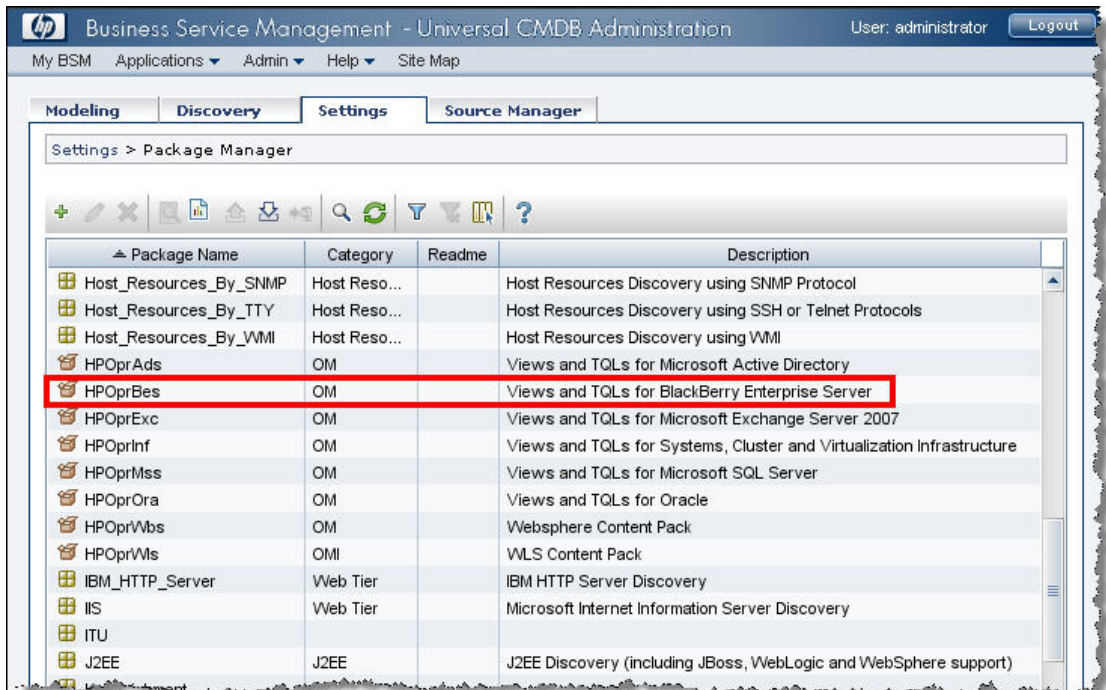 hp Business Service Management - Universal CMDB Administration User: administrator Logout
My BSM Applications Admin Help Site Map
Modeling Discovery Settings Source Manager
Settings > Package Manager
?
Package Name Category Readme Description
Host_Resources_By_SNMP Host Reso... Host Resources Discovery using SNMP Protocol
Host_Resources_By_TTY Host Reso... Host Resources Discovery using SSH or Telnet Protocols
Host_Resources_By_WMI Host Reso... Host Resources Discovery using WMI
HPOprAds OM Views and TQLs for Microsoft Active Directory
HPOprBes OM Views and TQLs for BlackBerry Enterprise Server
HPOprExc OM Views and TQLs for Microsoft Exchange Server 2007
HPOprInf OM Views and TQLs for Systems, Cluster and Virtualization Infrastructure
HPOprMss OM Views and TQLs for Microsoft SQL Server
HPOprOra OM Views and TQLs for Oracle
HPOprWbs OM Websphere Content Pack
HPOprWls OMI WLS Content Pack
IBM_HTTP_Server Web Tier IBM HTTP Server Discovery
IIS Web Tier Microsoft Internet Information Server Discovery
ITU
J2EE J2EE J2EE Discovery (including JBoss, WebLogic and WebSphere support)